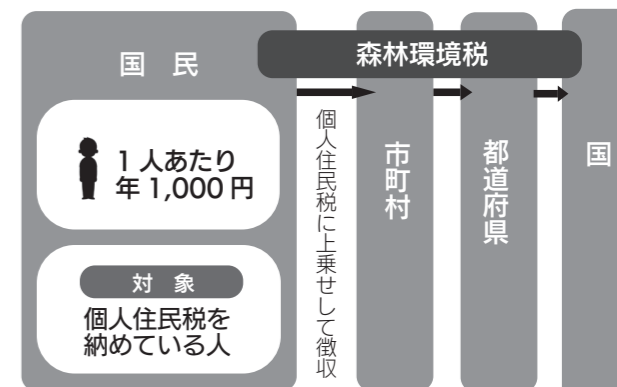 国民
森林環境税
1人あたり
年1,000円
対象
個人住民税を
納めている人
個人住民税に上乗せして徴収
市町村
都道府県
国